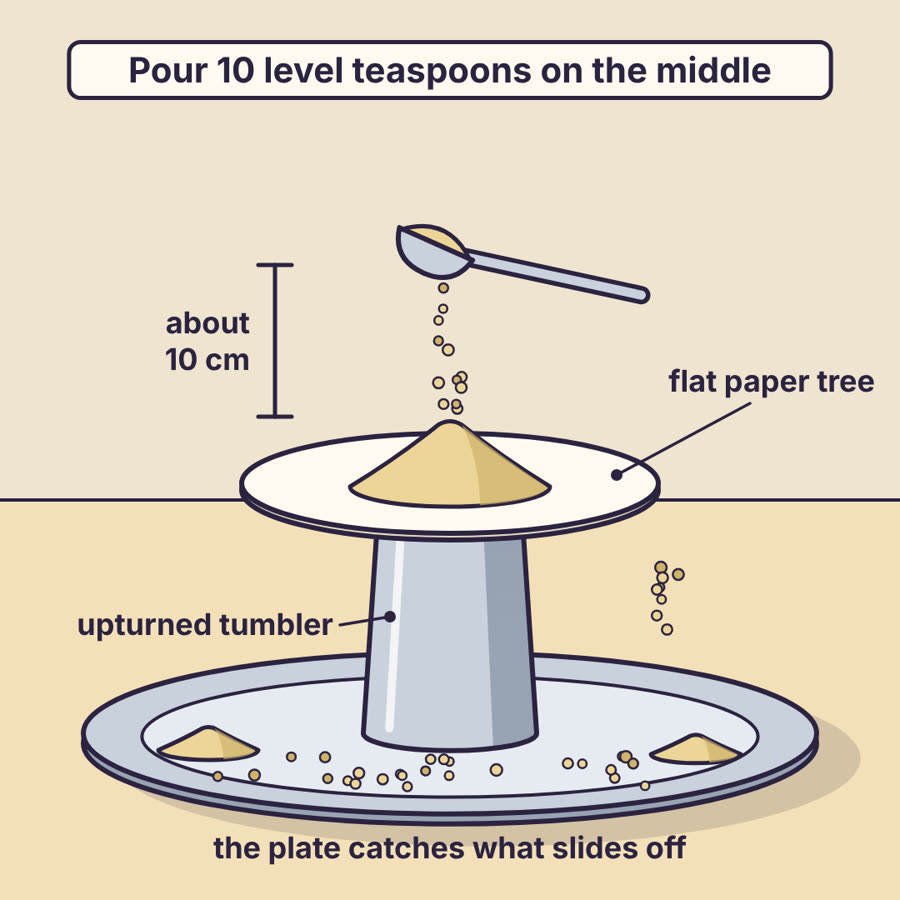 Pour 10 level teaspoons on the middle
about
10 cm
flat paper tree
upturned tumbler
the plate catches what slides off